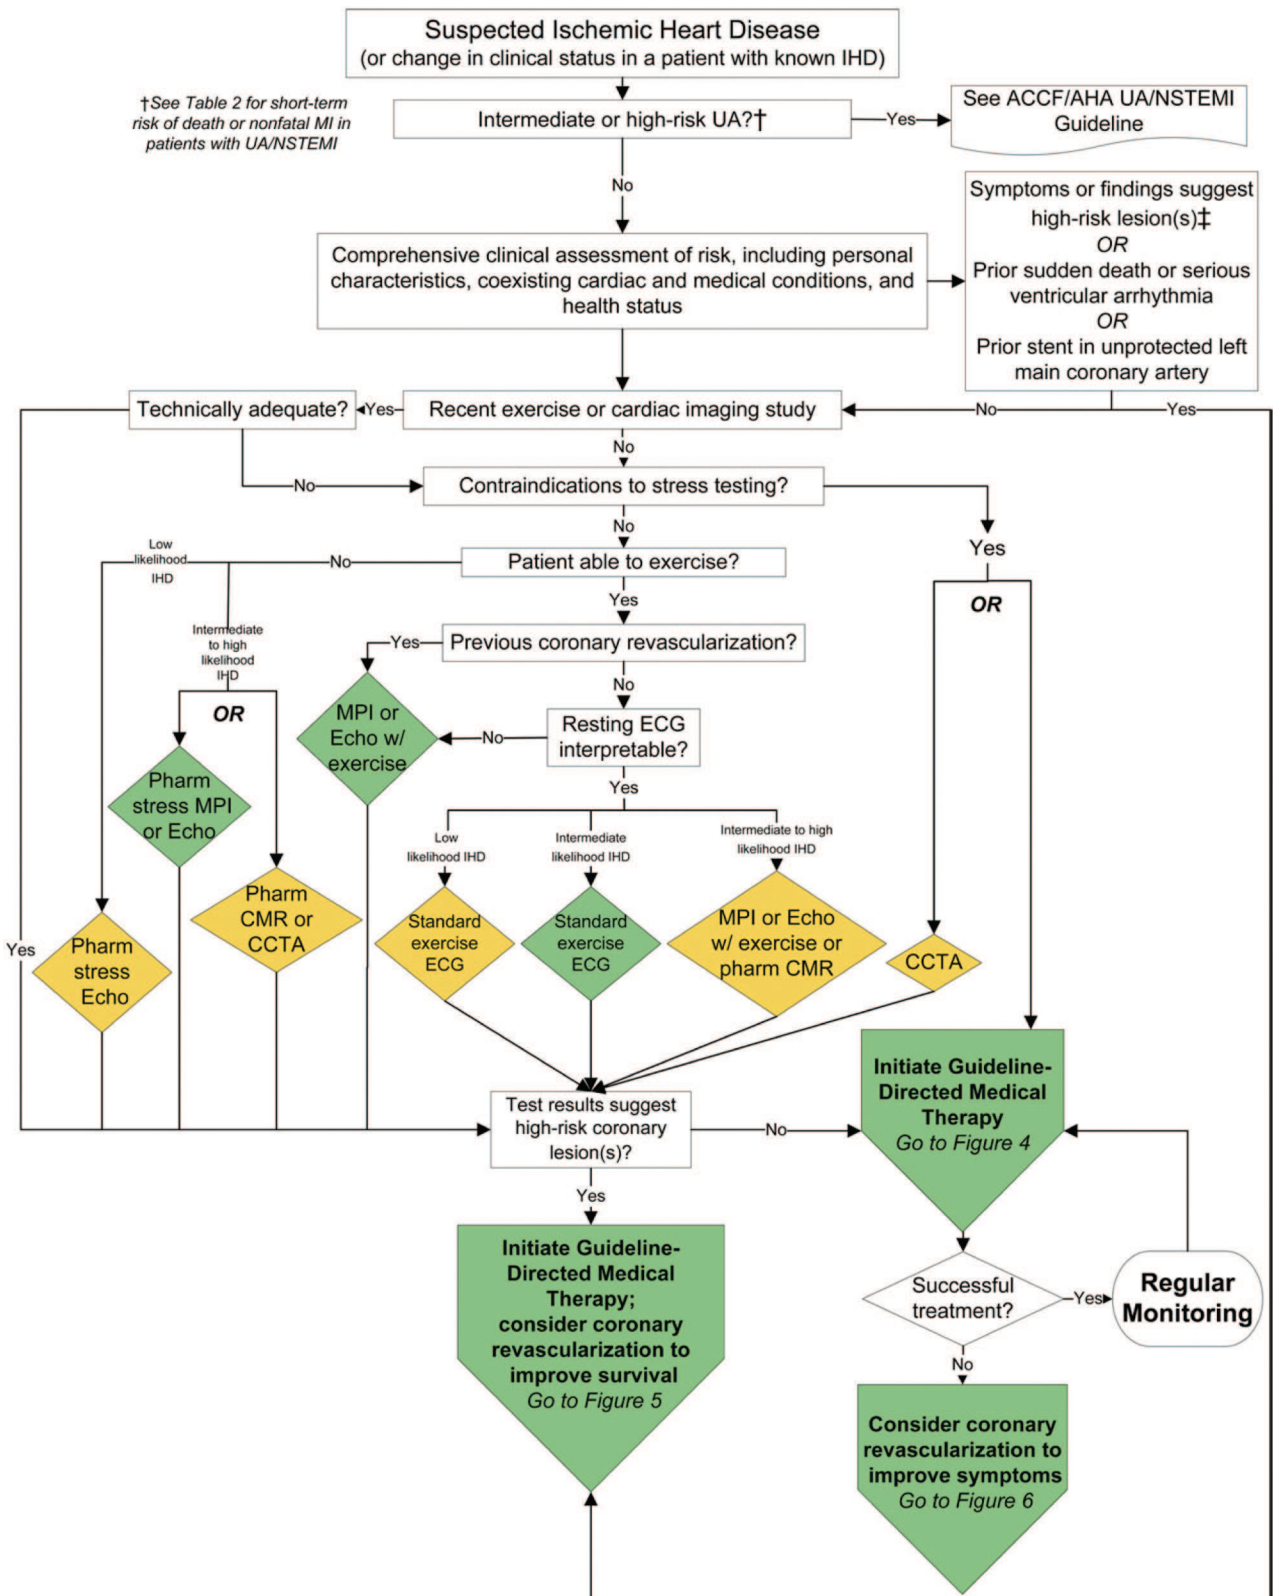 Suspected Ischemic Heart Disease
(or change in clinical status in a patient with known IHD)
†See Table 2 for short-term
risk of death or nonfatal MI in
patients with UA/NSTEMI
Intermediate or high-risk UA?†
Yes
See ACCF/AHA UA/NSTEMI
Guideline
No
Symptoms or findings suggest
high-risk lesion(s)‡
OR
Prior sudden death or serious
ventricular arrhythmia
OR
Prior stent in unprotected left
main coronary artery
Comprehensive clinical assessment of risk, including personal
characteristics, coexisting cardiac and medical conditions, and
health status
Technically adequate?
Yes
Recent exercise or cardiac imaging study
No
Yes
No
No
Contraindications to stress testing?
No
Yes
OR
Low
likelihood
IHD
No
Patient able to exercise?
Yes
Intermediate
to high
likelihood
IHD
OR
Yes
Previous coronary revascularization?
No
MPI or
Echo w/
exercise
No
Resting ECG
interpretable?
Yes
Pharm
stress MPI
or Echo
Low
likelihood IHD
Intermediate
likelihood IHD
Intermediate to high
likelihood IHD
Pharm
CMR or
CCTA
Standard
exercise
ECG
Standard
exercise
ECG
MPI or Echo
w/ exercise or
pharm CMR
CCTA
Yes
Pharm
stress
Echo
Test results suggest
high-risk coronary
lesion(s)?
No
Initiate Guideline-
Directed Medical
Therapy
Go to Figure 4
Yes
Initiate Guideline-
Directed Medical
Therapy;
consider coronary
revascularization to
improve survival
Go to Figure 5
Successful
treatment?
Yes
Regular
Monitoring
No
Consider coronary
revascularization to
improve symptoms
Go to Figure 6